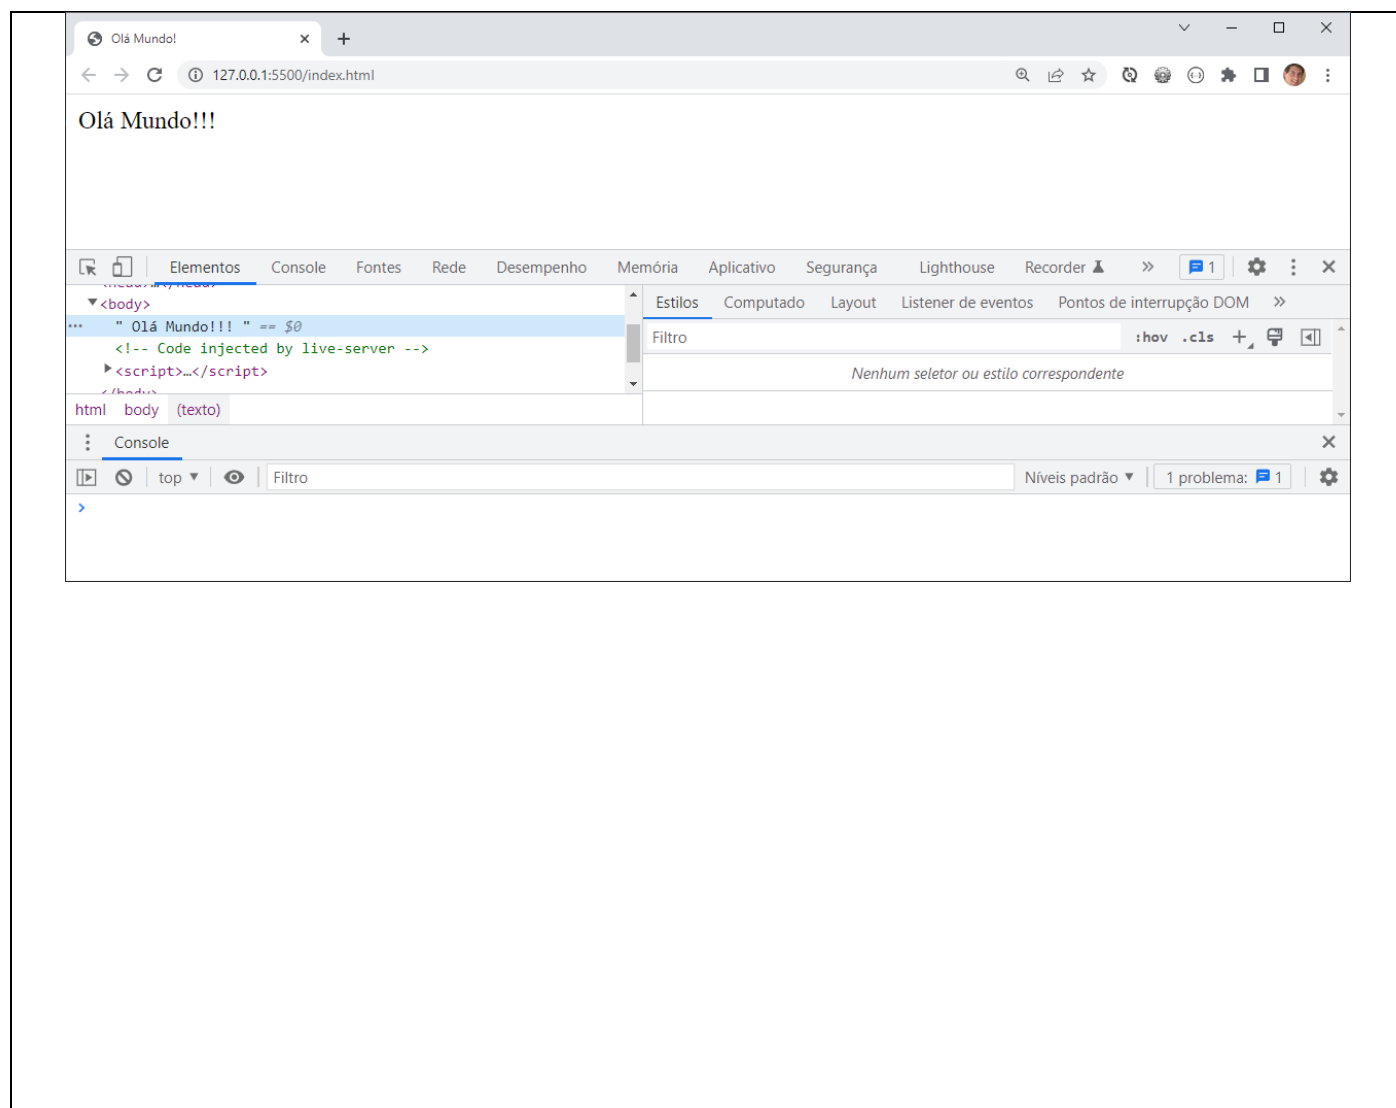 Olá Mundo!
127.0.0.1:5500/index.html
Olá Mundo!!!
Elementos Console Fontes Rede Desempenho Memória Aplicativo Segurança Lighthouse Recorder 1
<head>…</head>
<body>
" Olá Mundo!!! " == $0
<!-- Code injected by live-server -->
<script>…</script>
</body>
html body (texto)
Estilos Computado Layout Listener de eventos Pontos de interrupção DOM
Filtro :hov .cls
Nenhum seletor ou estilo correspondente
Console
top Filtro Níveis padrão 1 problema: 1